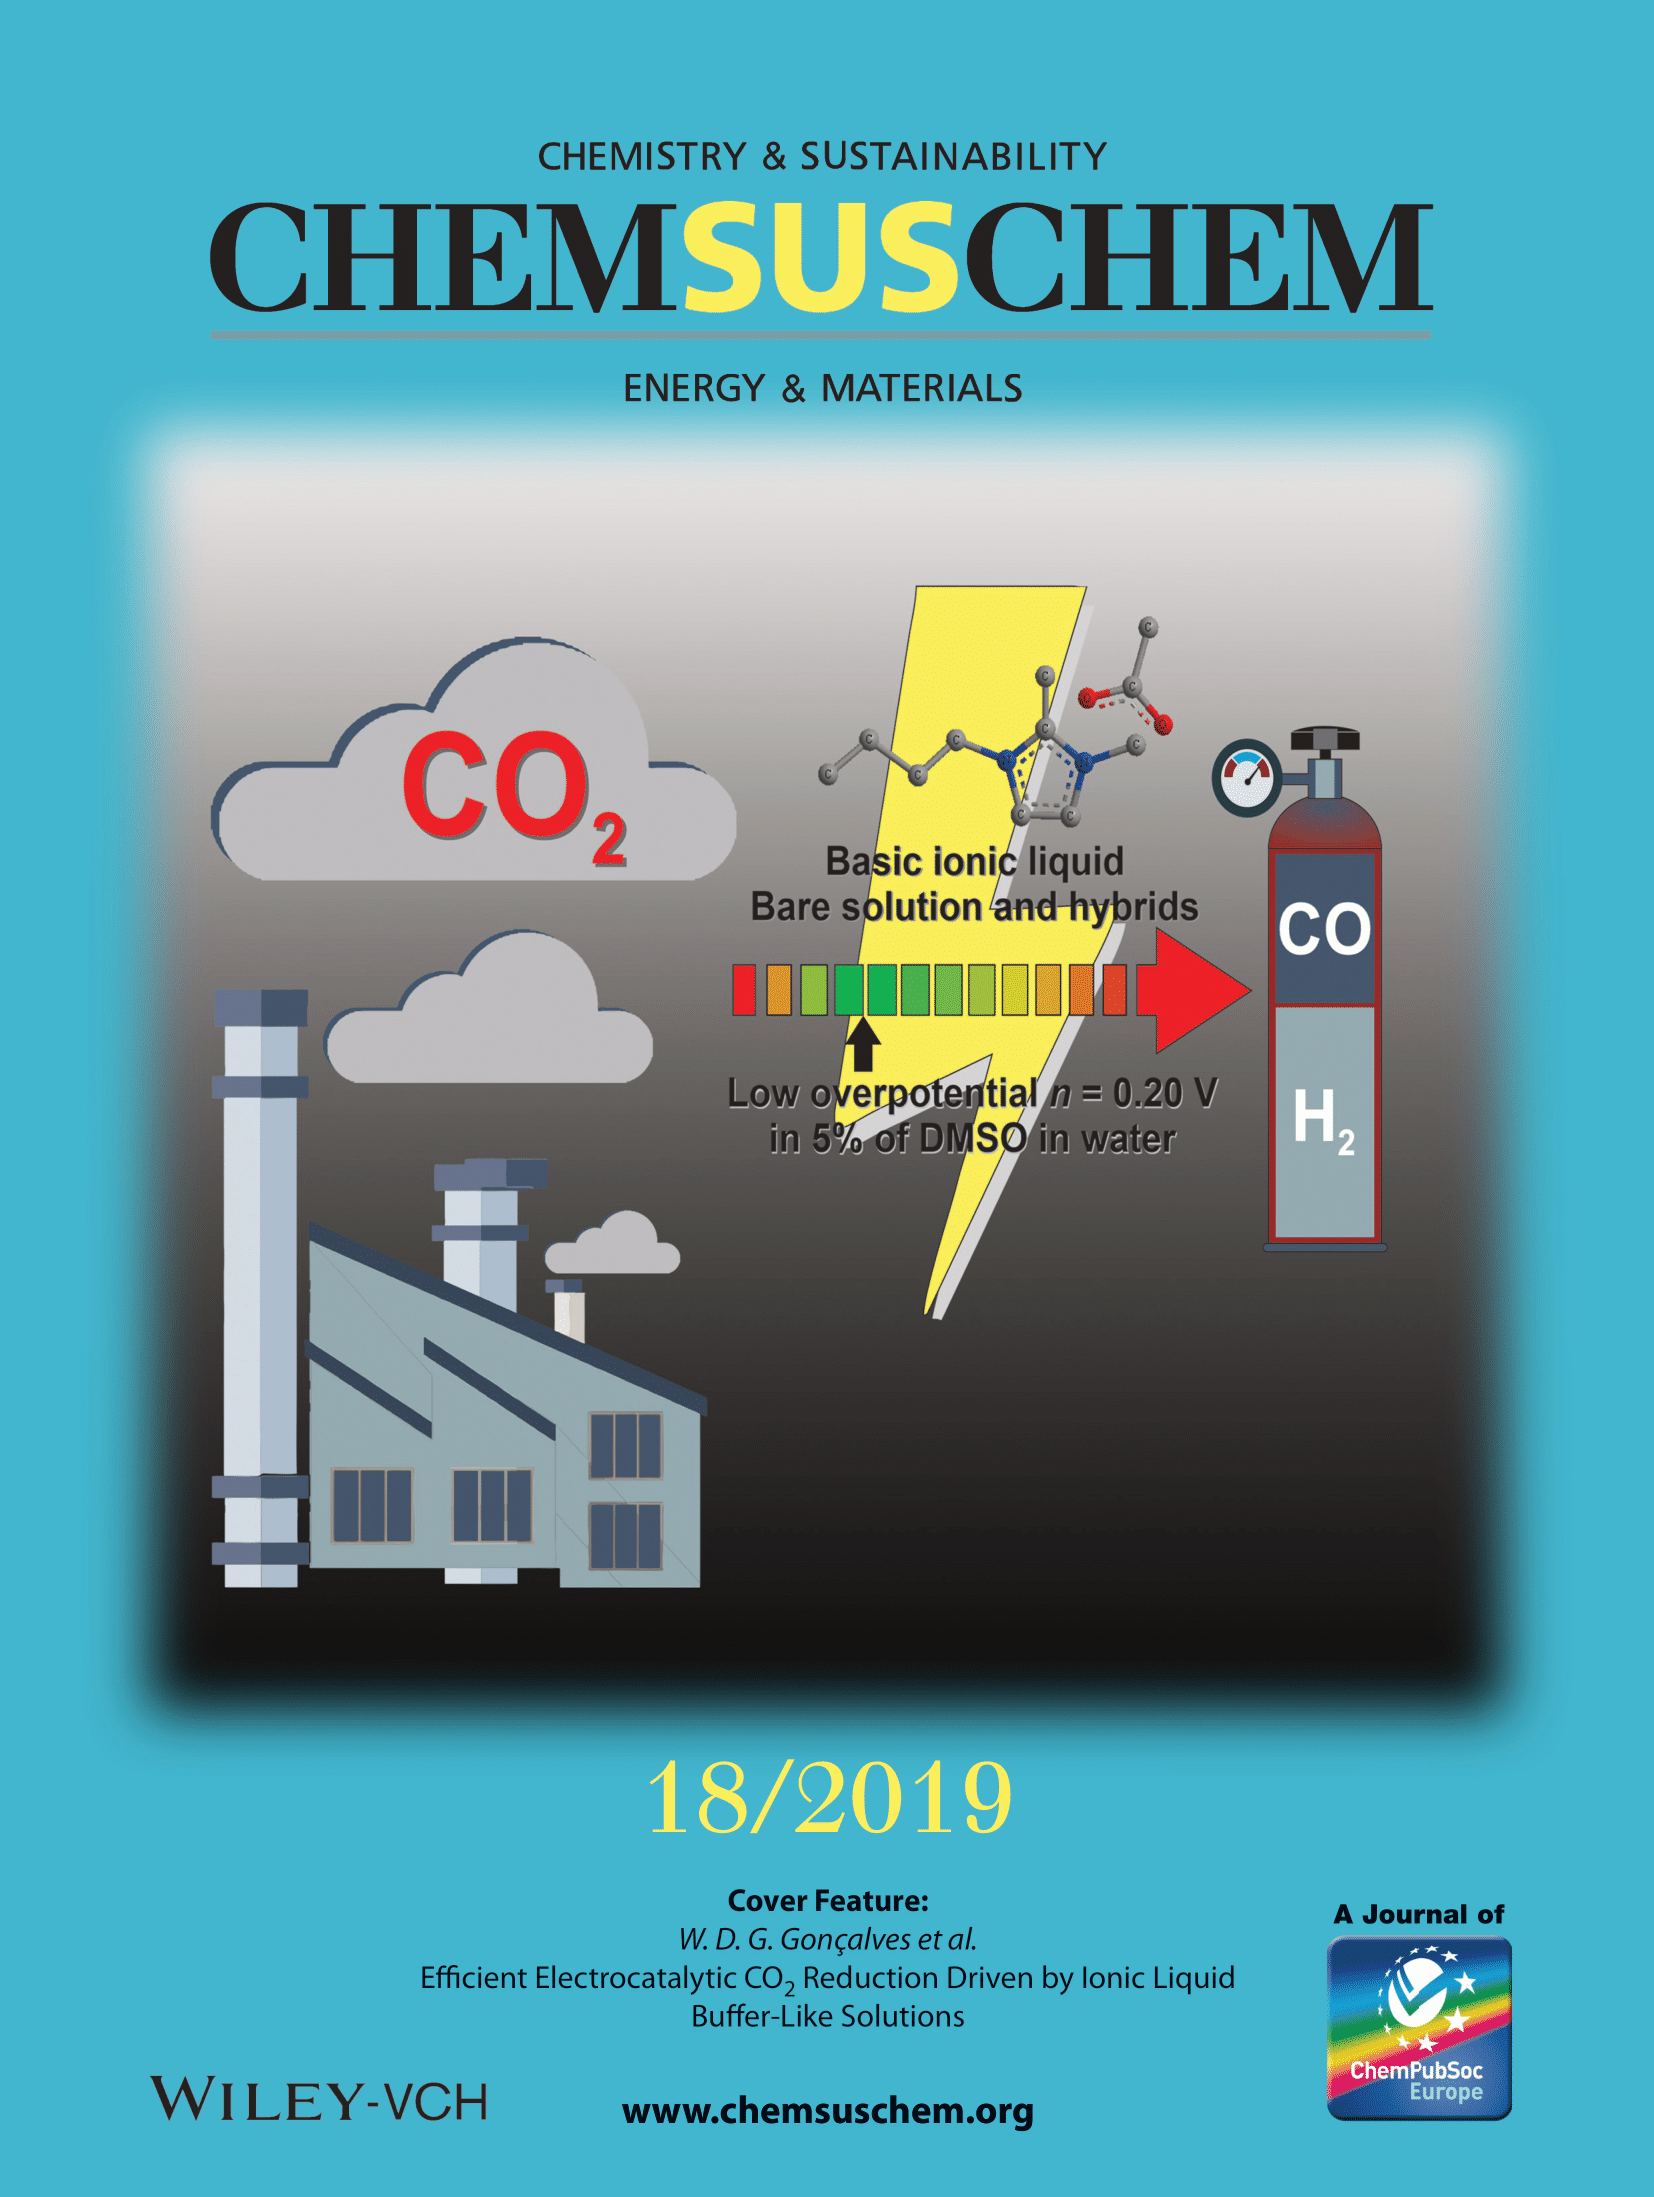 CHEMISTRY & SUSTAINABILITY
CHEMSUSCHEM
ENERGY & MATERIALS
CO₂
C
C
C
O
O
C
C
C
C
C
N
N
C
C
C
Basic ionic liquid
Bare solution and hybrids
CO
Low overpotential n = 0.20 V
in 5% of DMSO in water
H₂
18/2019
Cover Feature:
W. D. G. Gonçalves et al.
Efficient Electrocatalytic CO₂ Reduction Driven by Ionic Liquid
Buffer-Like Solutions
A Journal of
ChemPubSoc
Europe
WILEY-VCH
www.chemsuschem.org